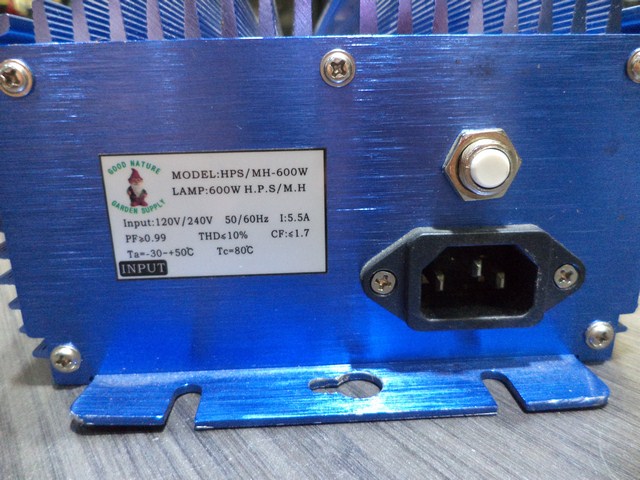 GOOD NATURE
GARDEN SUPPLY
MODEL:HPS/MH-600W
LAMP:600W H.P.S/M.H
Input:120V/240V 50/60Hz I:5.5A
PF≥0.99 THD≤10% CF:≤1.7
Ta=-30~+50℃ Tc=80℃
INPUT